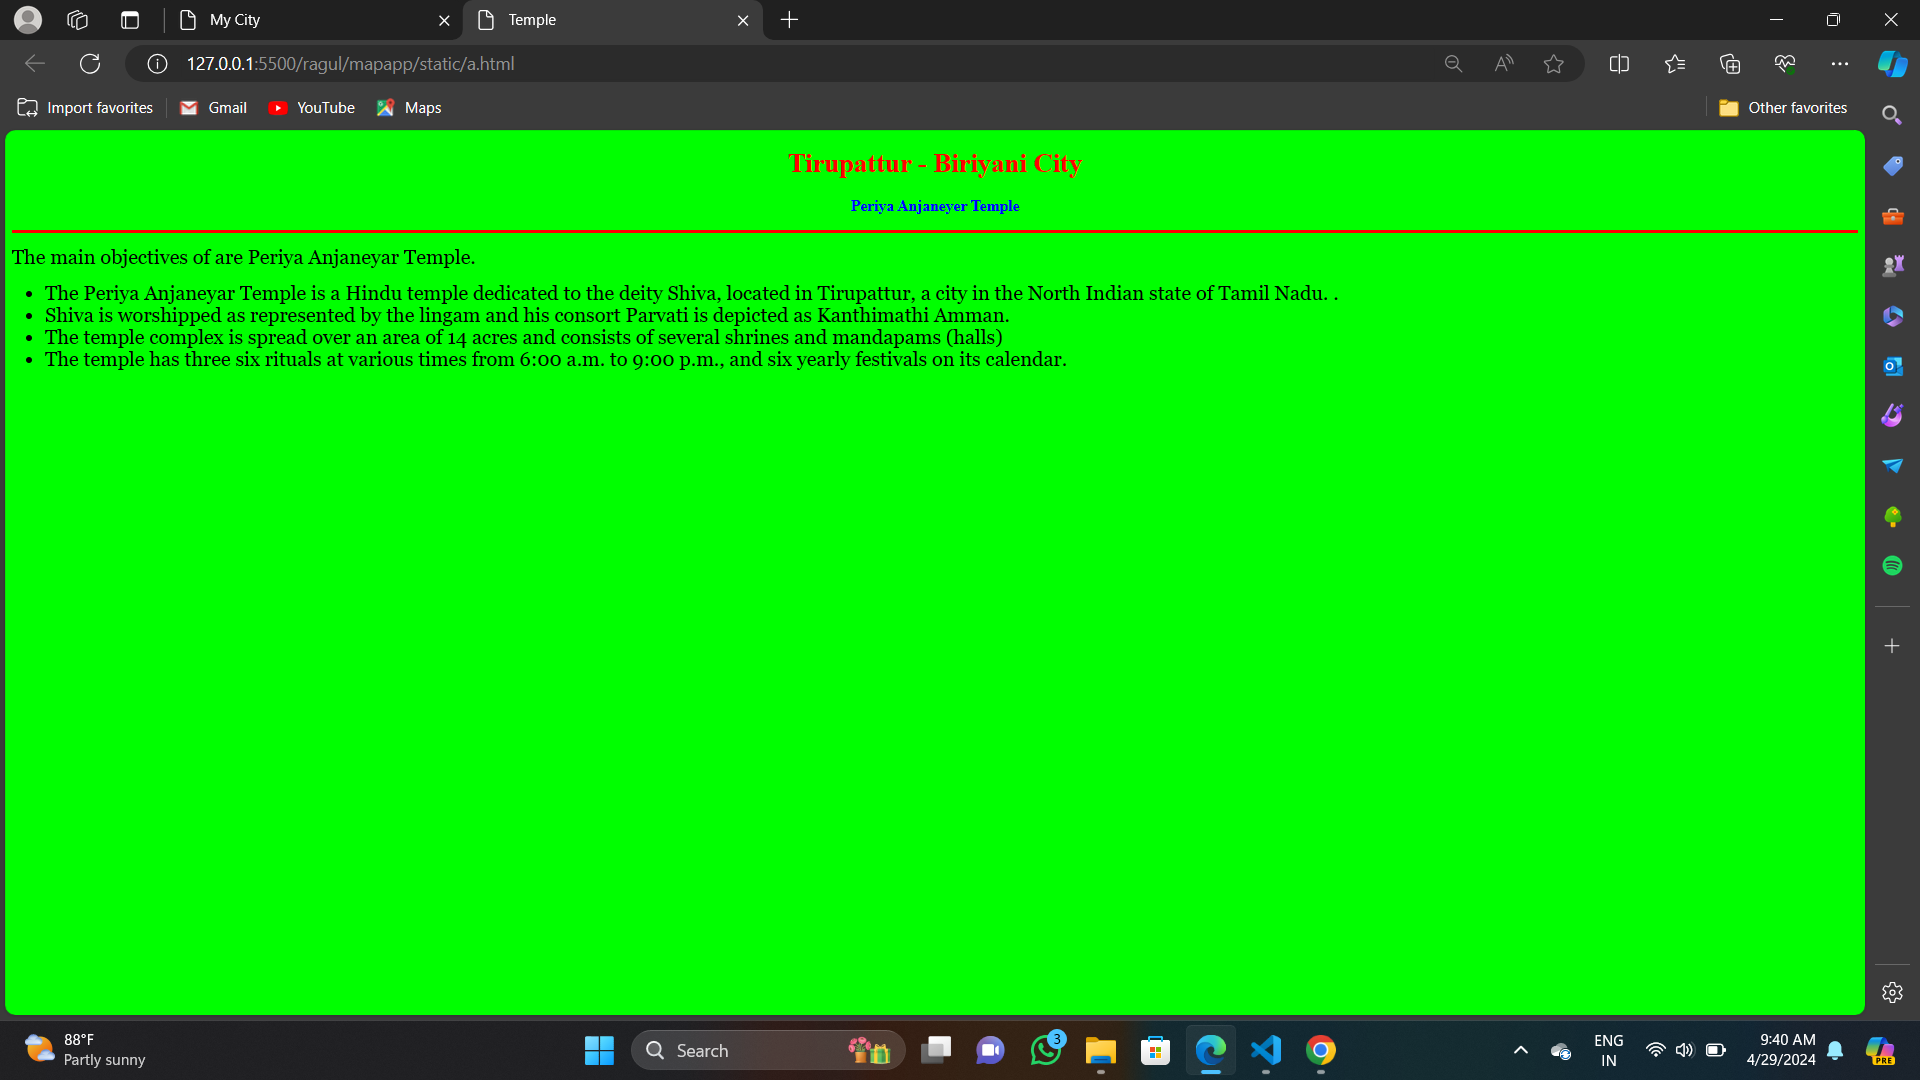 My City
Temple
127.0.0.1:5500/ragul/mapapp/static/a.html
Import favorites
Gmail
YouTube
Maps
Other favorites
Tirupattur - Biriyani City
Periya Anjaneyer Temple
The main objectives of are Periya Anjaneyar Temple.
• The Periya Anjaneyar Temple is a Hindu temple dedicated to the deity Shiva, located in Tirupattur, a city in the North Indian state of Tamil Nadu. .
• Shiva is worshipped as represented by the lingam and his consort Parvati is depicted as Kanthimathi Amman.
• The temple complex is spread over an area of 14 acres and consists of several shrines and mandapams (halls)
• The temple has three six rituals at various times from 6:00 a.m. to 9:00 p.m., and six yearly festivals on its calendar.
88°F
Partly sunny
Search
3
ENG
IN
9:40 AM
4/29/2024
PRE